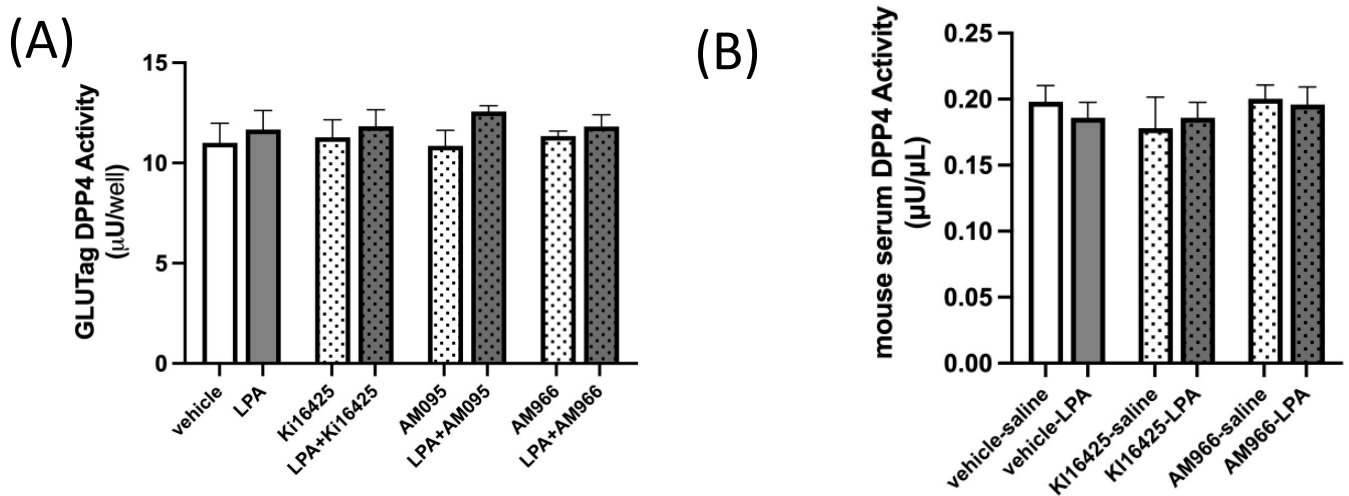 (A)
GLUTag DPP4 Activity
(μU/well)
15
10
5
0
vehicle
LPA
Ki16425
LPA+Ki16425
AM095
LPA+AM095
AM966
LPA+AM966
(B)
mouse serum DPP4 Activity
(μU/μL)
0.25
0.20
0.15
0.10
0.05
0.00
vehicle-saline
vehicle-LPA
KI16425-saline
KI16425-LPA
AM966-saline
AM966-LPA